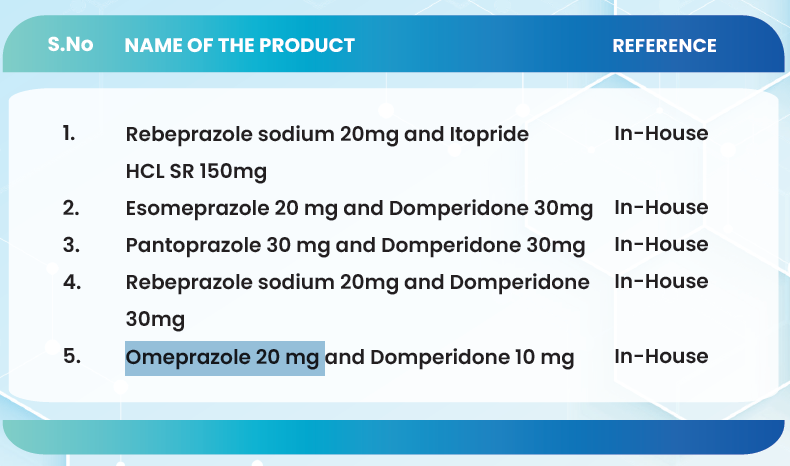 S.No NAME OF THE PRODUCT REFERENCE
1. Rebeprazole sodium 20mg and Itopride In-House
HCL SR 150mg
2. Esomeprazole 20 mg and Domperidone 30mg In-House
3. Pantoprazole 30 mg and Domperidone 30mg In-House
4. Rebeprazole sodium 20mg and Domperidone In-House
30mg
5. Omeprazole 20 mg and Domperidone 10 mg In-House